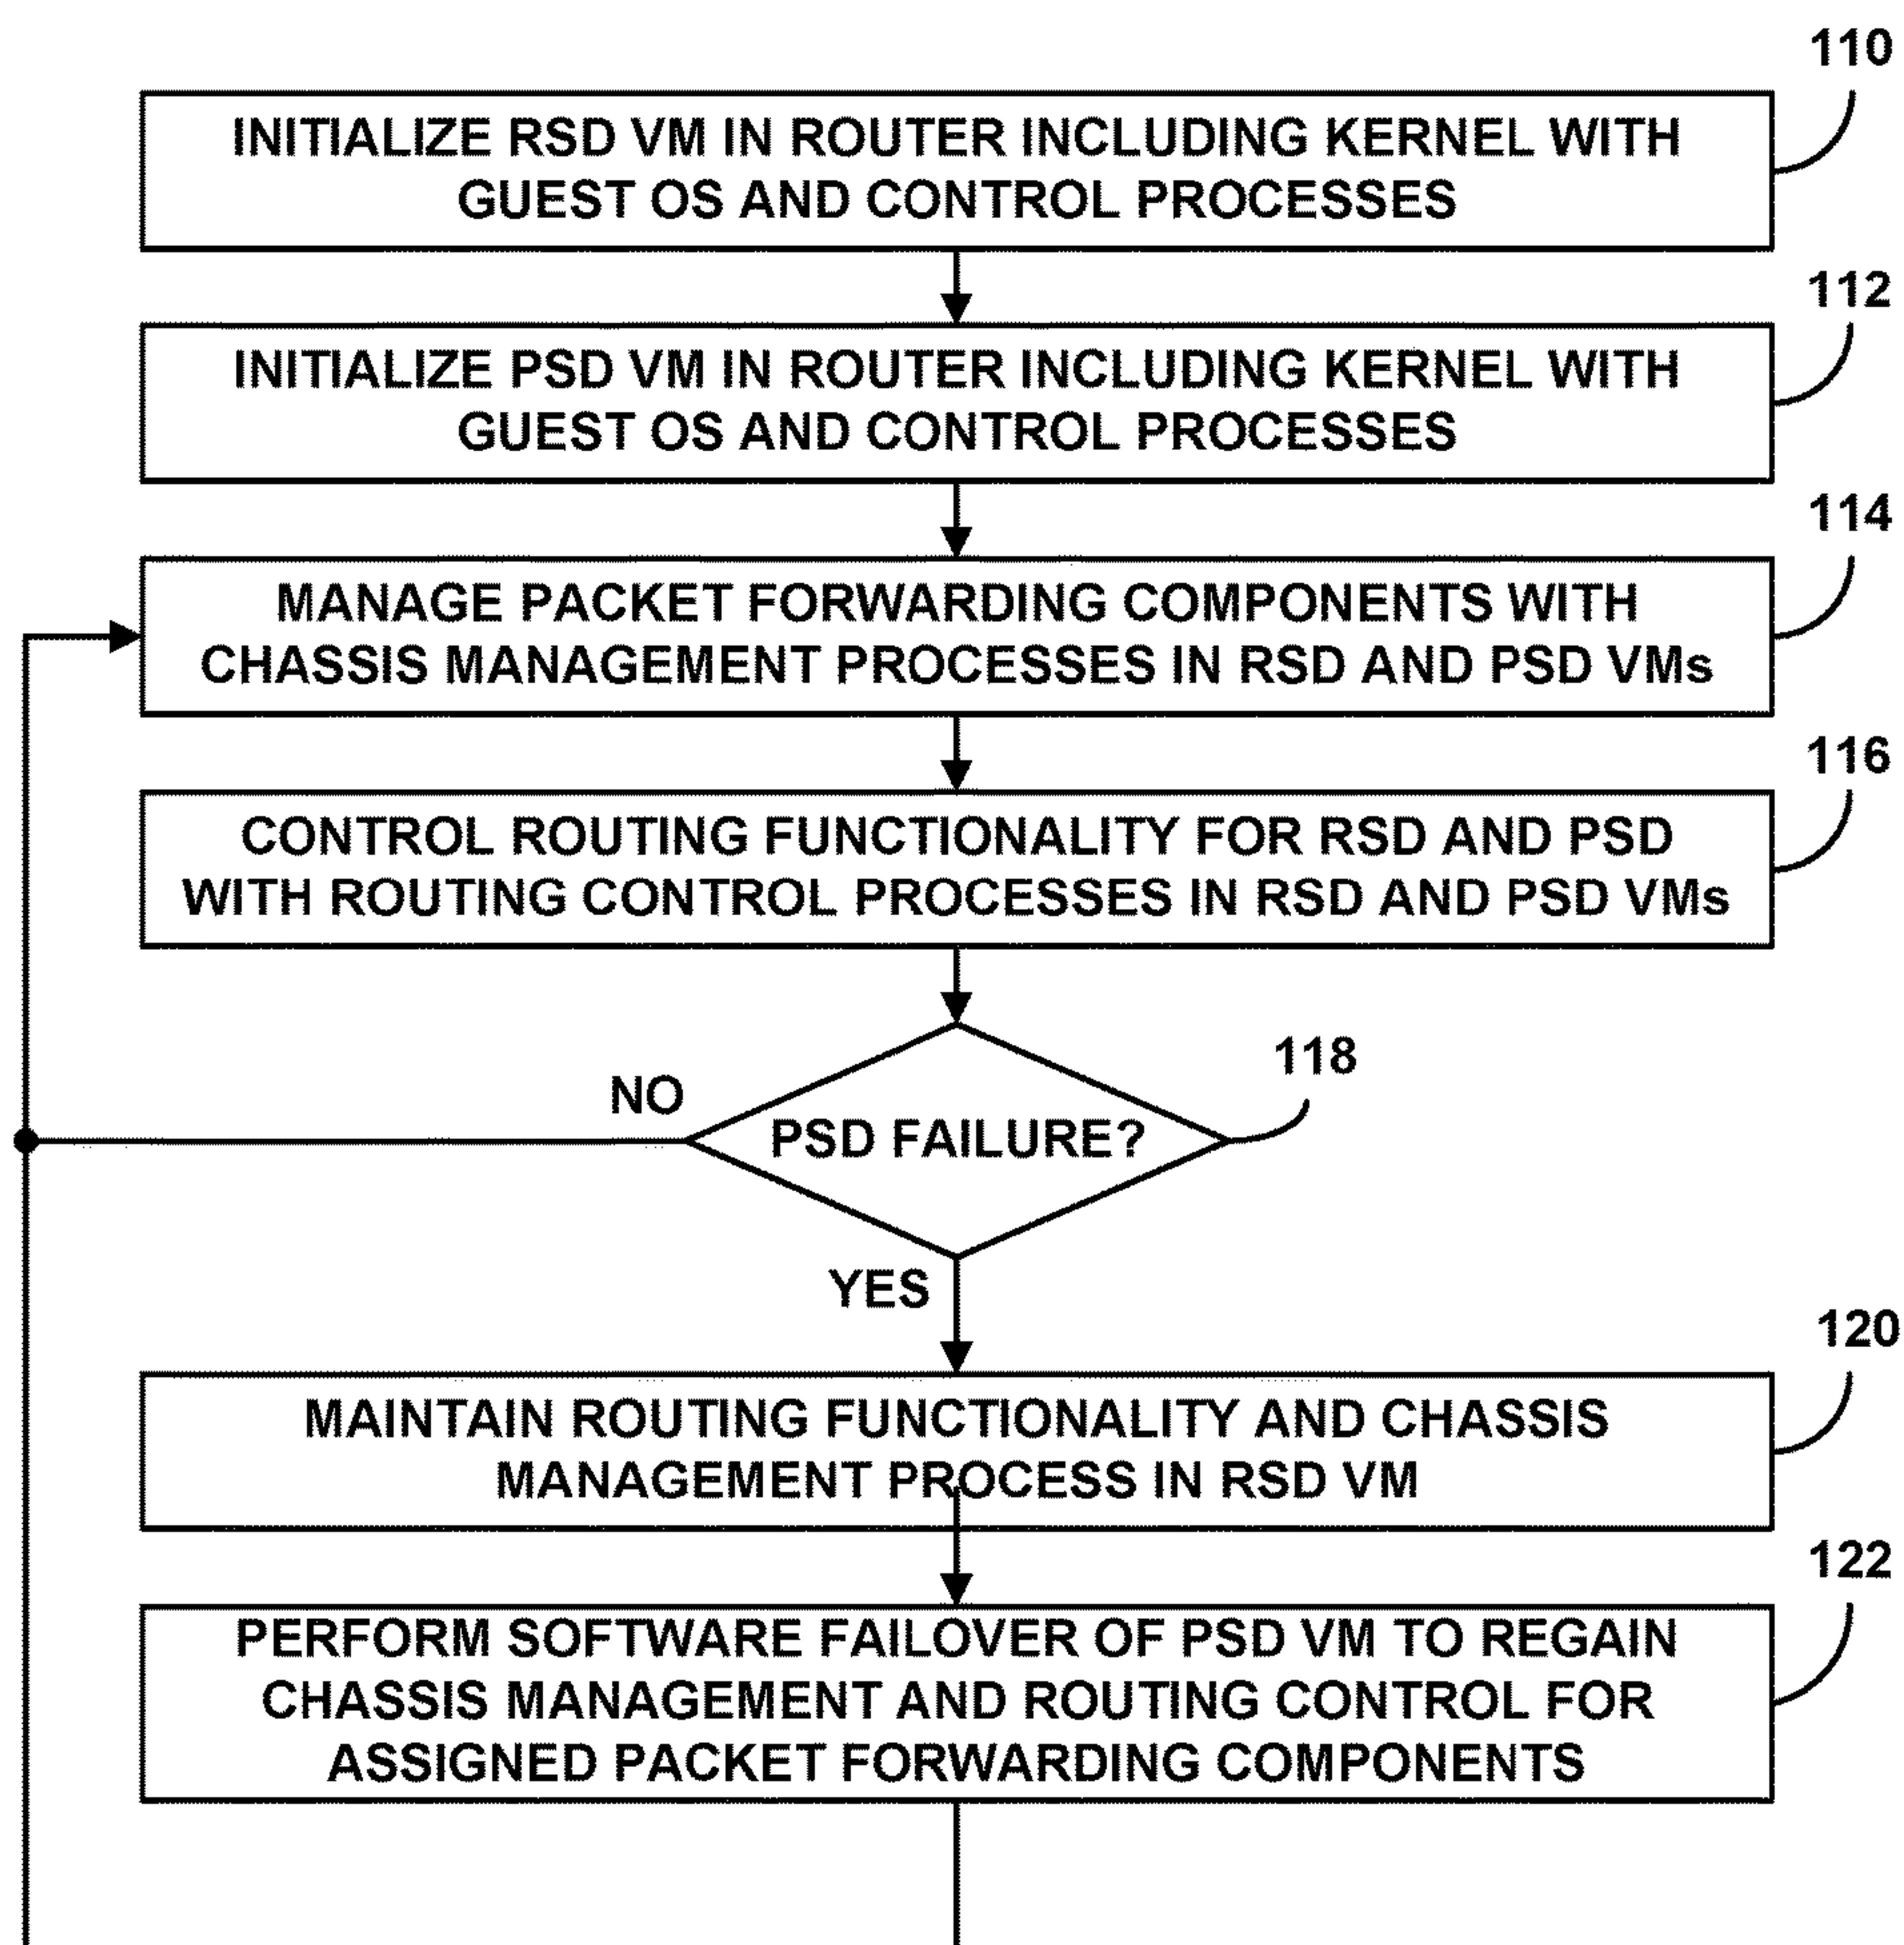 110
INITIALIZE RSD VM IN ROUTER INCLUDING KERNEL WITH
GUEST OS AND CONTROL PROCESSES
112
INITIALIZE PSD VM IN ROUTER INCLUDING KERNEL WITH
GUEST OS AND CONTROL PROCESSES
114
MANAGE PACKET FORWARDING COMPONENTS WITH
CHASSIS MANAGEMENT PROCESSES IN RSD AND PSD VMs
116
CONTROL ROUTING FUNCTIONALITY FOR RSD AND PSD
WITH ROUTING CONTROL PROCESSES IN RSD AND PSD VMs
118
NO
PSD FAILURE?
YES
120
MAINTAIN ROUTING FUNCTIONALITY AND CHASSIS
MANAGEMENT PROCESS IN RSD VM
122
PERFORM SOFTWARE FAILOVER OF PSD VM TO REGAIN
CHASSIS MANAGEMENT AND ROUTING CONTROL FOR
ASSIGNED PACKET FORWARDING COMPONENTS